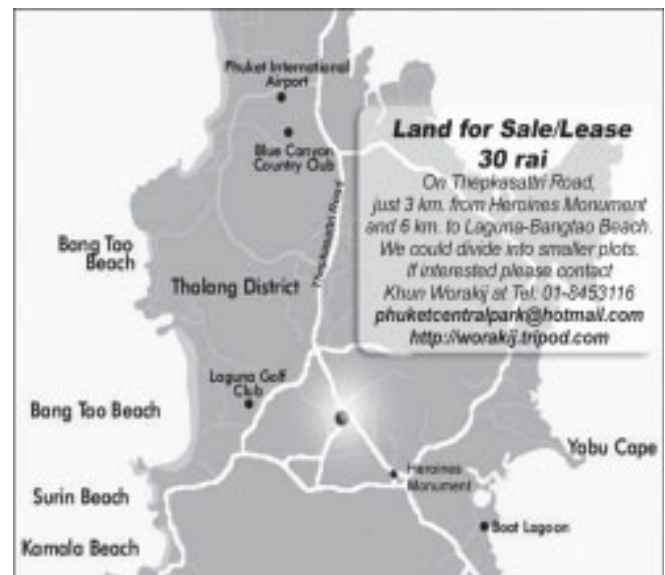 Phuket International
Airport
Blue Canyon
Country Club
Land for Sale/Lease
30 rai
On Thepkasattri Road,
just 3 km. from Heroines Monument
and 6 km. to Laguna-Bangtao Beach.
We could divide into smaller plots.
If interested please contact
Khun Worakij at Tel: 01-8453116
phuketcentralpark@hotmail.com
http://worakij.tripod.com
Thepkasattri Road
Bang Tao
Beach
Thalang District
Laguna Golf
Club
Bang Tao Beach
Yabu Cape
Heroines
Monument
Surin Beach
Boat Lagoon
Kamala Beach